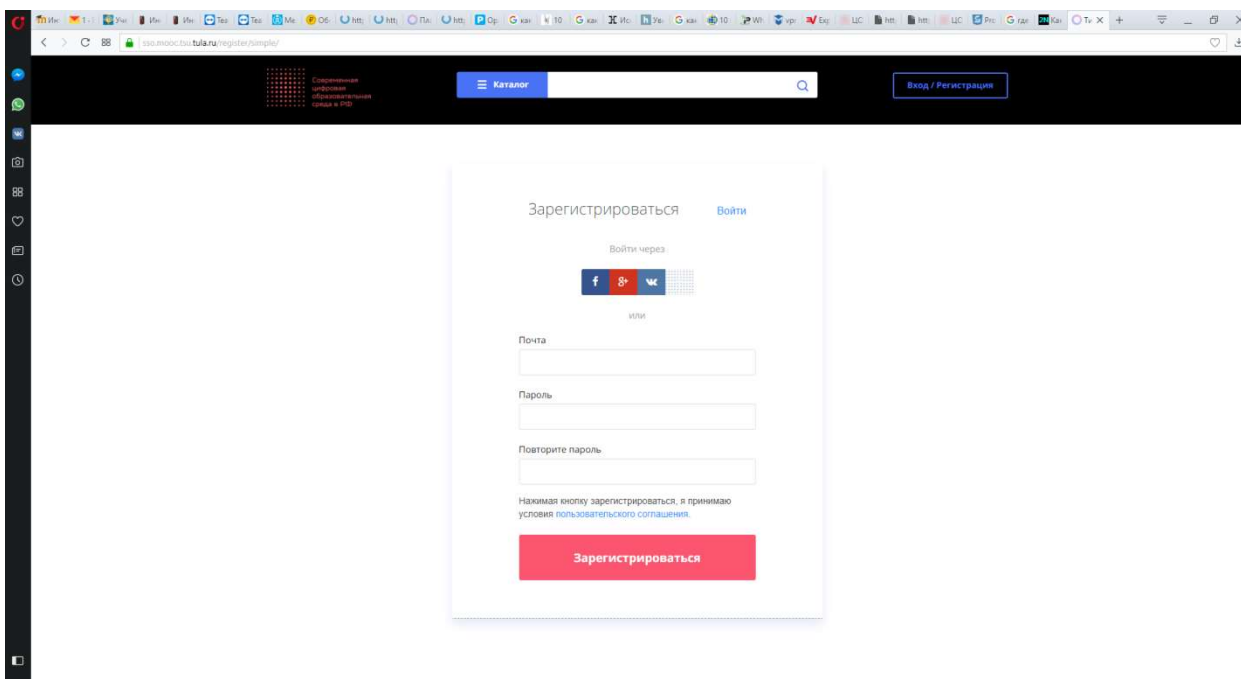 sso.mooc.tsu.tula.ru/register/simple/
Современная
цифровая
образовательная
среда в РФ
Каталог
Вход / Регистрация
Зарегистрироваться
Войти
Войти через
или
Почта
Пароль
Повторите пароль
Нажимая кнопку зарегистрироваться, я принимаю
условия пользовательского соглашения.
Зарегистрироваться